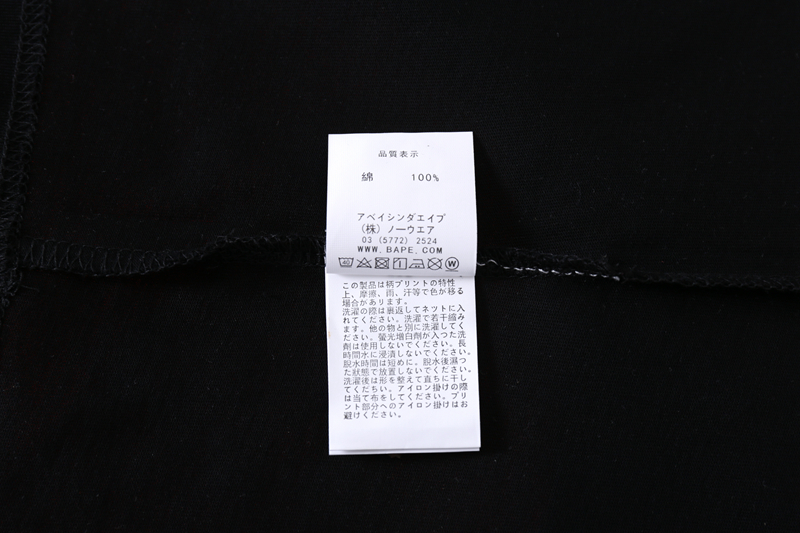 品質表示
綿 100%
アベイシンダエイプ
(株) ノーウエア
03 (5772) 2524
WWW.BAPE.COM
40 1 W
この製品は柄プリントの特性
上、摩擦、雨、汗等で色が移る
場合があります。
洗濯の際は裏返してネットに入
れてください。洗濯で若干縮み
ます。他の物と別に洗濯してく
ださい。螢光増白剤が入つた洗
剤は使用しないでください。長
時間水に浸漬しないでください。
脱水時間は短めに。脱水後濕つ
た状態で放置しないでください。
洗濯後は形を整えて直ちに干し
てくだちい。アイロン掛けの際
は当て布をしてください。プリ
ント部分へのアイロン掛けはお
避けください。